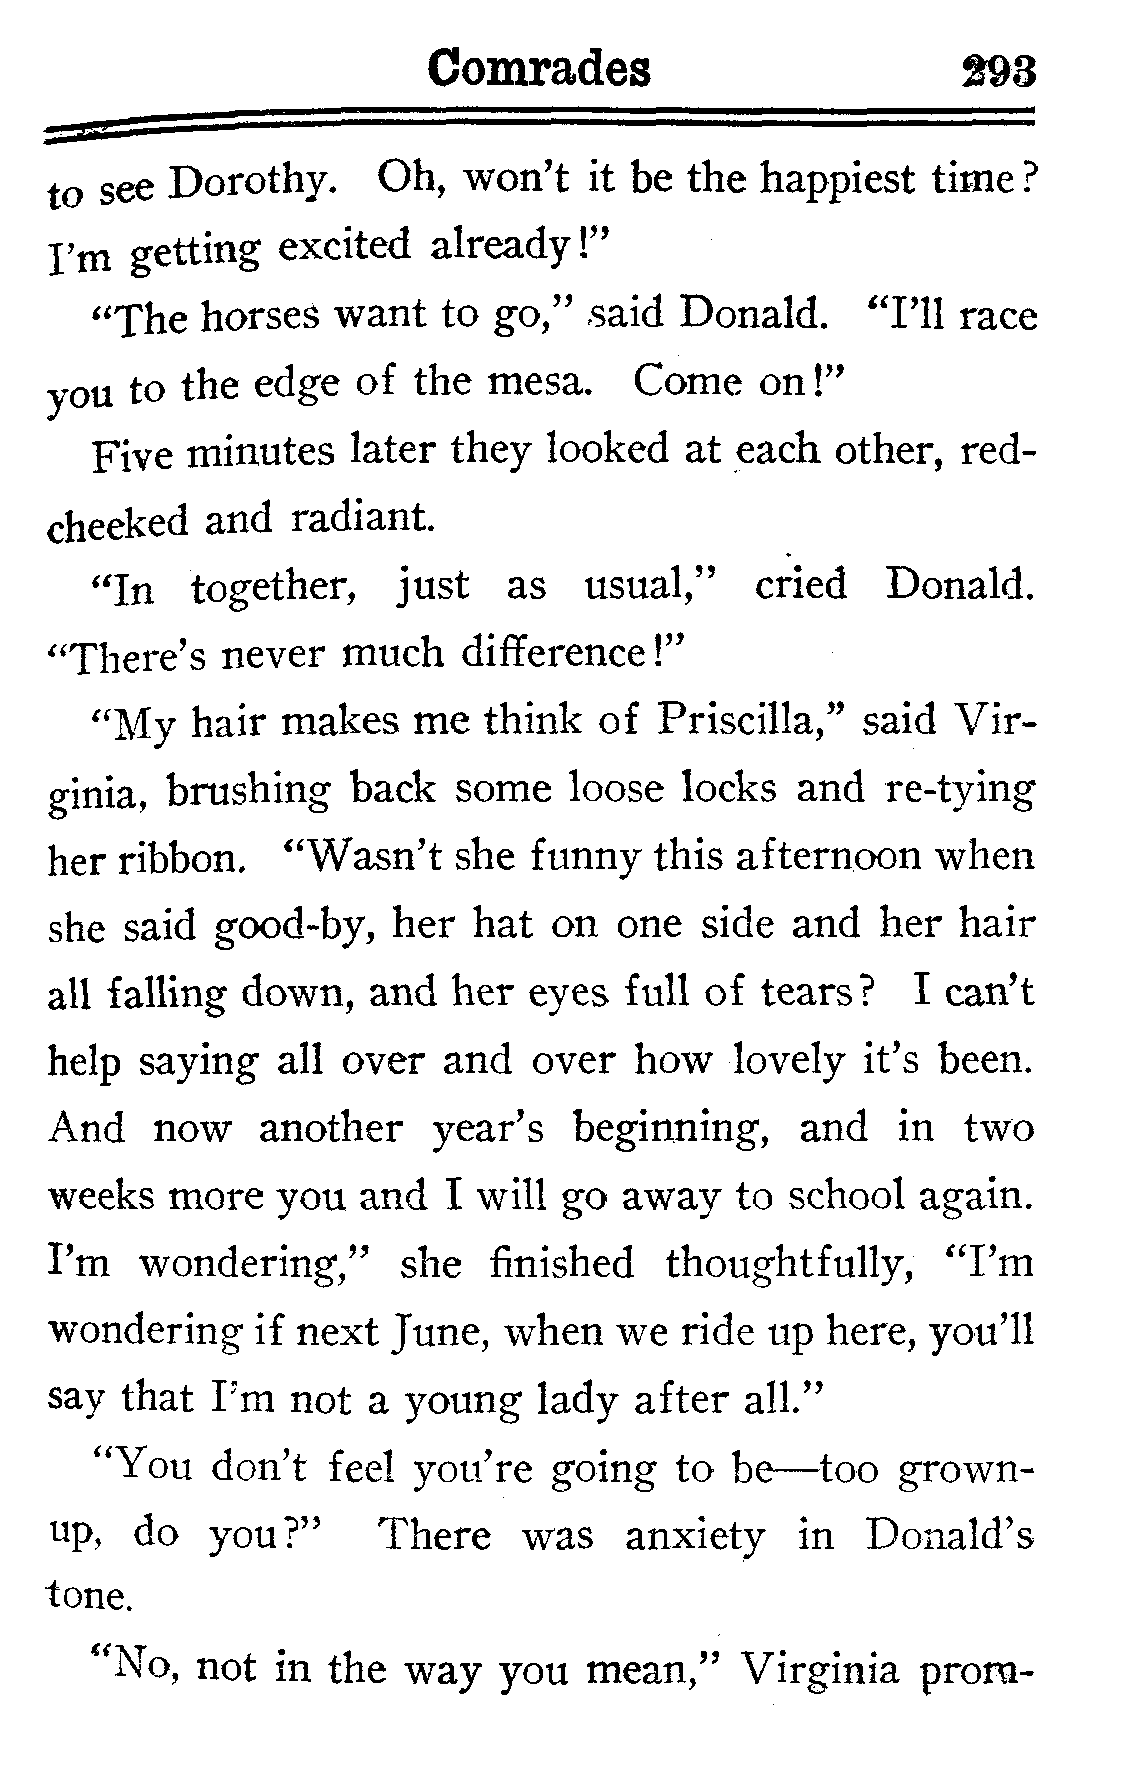 Comrades 293
to see Dorothy. Oh, won't it be the happiest time?
I'm getting excited already!"
"The horses want to go," said Donald. "I'll race
you to the edge of the mesa. Come on!"
Five minutes later they looked at each other, red-
cheeked and radiant.
"In together, just as usual," cried Donald.
"There's never much difference!"
"My hair makes me think of Priscilla," said Vir-
ginia, brushing back some loose locks and re-tying
her ribbon. "Wasn't she funny this afternoon when
she said good-by, her hat on one side and her hair
all falling down, and her eyes full of tears? I can't
help saying all over and over how lovely it's been.
And now another year's beginning, and in two
weeks more you and I will go away to school again.
I'm wondering," she finished thoughtfully, "I'm
wondering if next June, when we ride up here, you'll
say that I'm not a young lady after all."
"You don't feel you're going to be—too grown-
up, do you?" There was anxiety in Donald's
tone.
"No, not in the way you mean," Virginia prom-